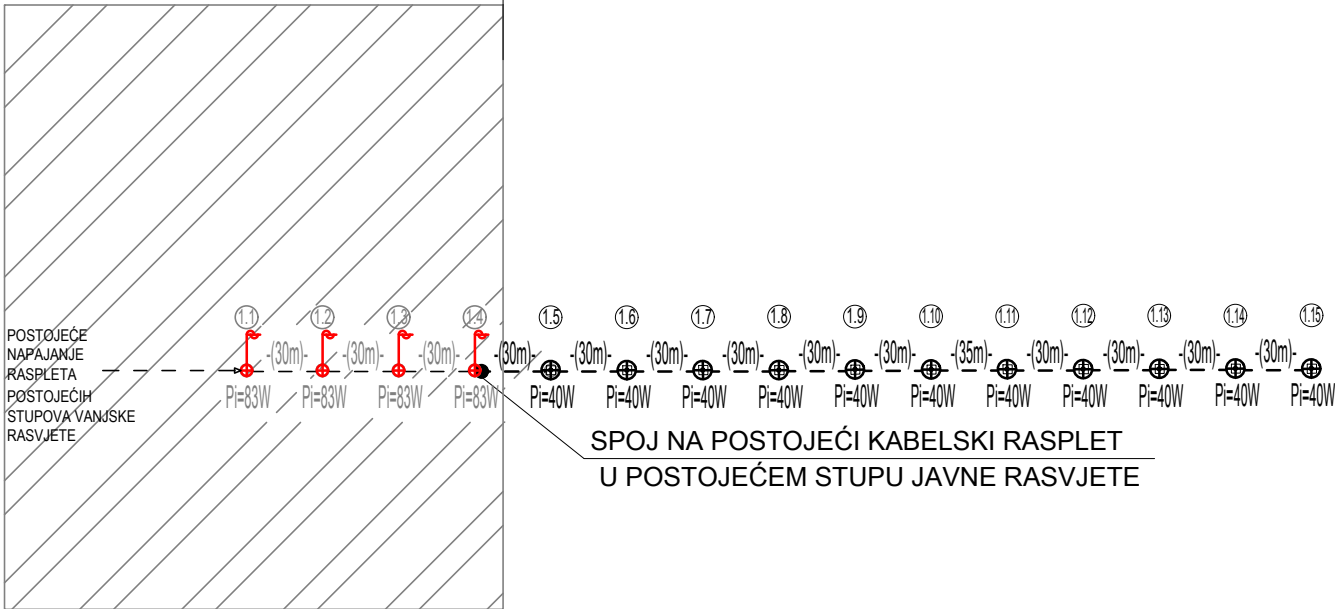 1.1 1.2 1.3 1.4 1.5 1.6 1.7 1.8 1.9 1.10 1.11 1.12 1.13 1.14 1.15
POSTOJEĆE
NAPAJANJE
RASPLETA
POSTOJEĆIH
STUPOVA VANJSKE
RASVJETE
-(30m)- -(30m)- -(30m)- -(30m)- -(30m)- -(30m)- -(30m)- -(30m)- -(30m)- -(35m)- -(30m)- -(30m)- -(30m)- -(30m)-
Pi=83W Pi=83W Pi=83W Pi=83W Pi=40W Pi=40W Pi=40W Pi=40W Pi=40W Pi=40W Pi=40W Pi=40W Pi=40W Pi=40W Pi=40W
SPOJ NA POSTOJEĆI KABELSKI RASPLET
U POSTOJEĆEM STUPU JAVNE RASVJETE